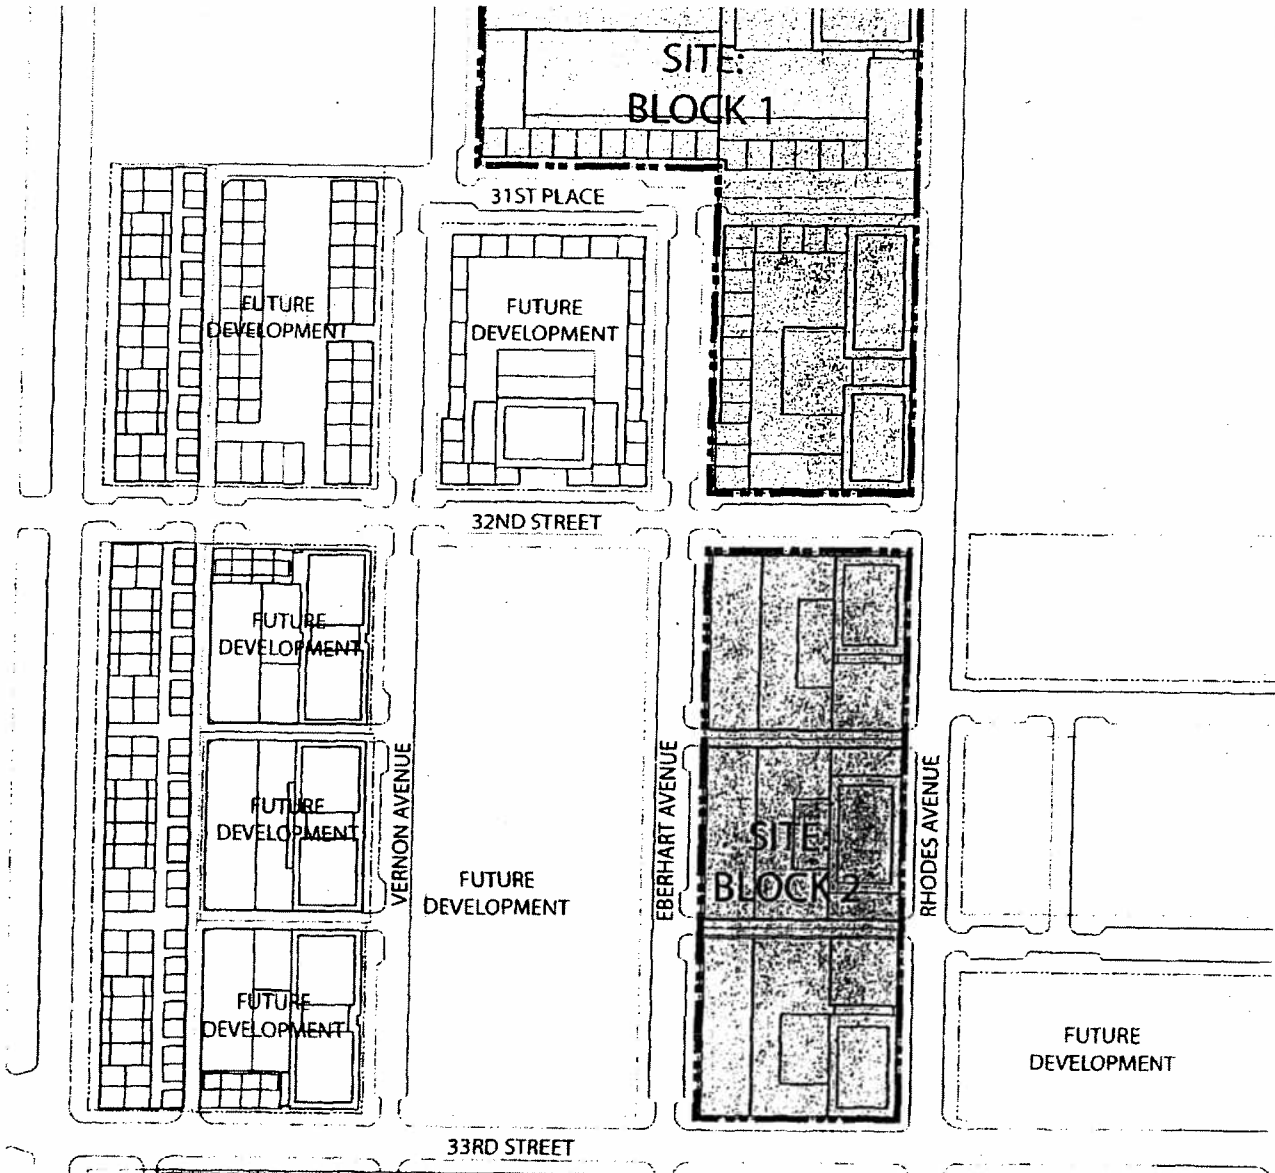 SITE:
BLOCK 1
31ST PLACE
FUTURE
DEVELOPMENT
FUTURE
DEVELOPMENT
32ND STREET
FUTURE
DEVELOPMENT
VERNON AVENUE
EBERHART AVENUE
RHODES AVENUE
FUTURE
DEVELOPMENT
SITE:
BLOCK 2
FUTURE
DEVELOPMENT
FUTURE
DEVELOPMENT
FUTURE
DEVELOPMENT
33RD STREET